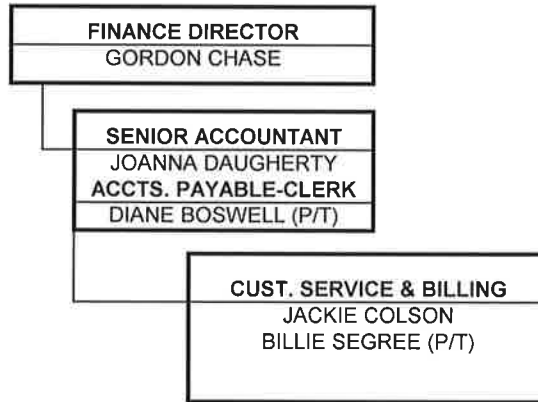 FINANCE DIRECTOR
GORDON CHASE
SENIOR ACCOUNTANT
JOANNA DAUGHERTY
ACCTS. PAYABLE-CLERK
DIANE BOSWELL (P/T)
CUST. SERVICE & BILLING
JACKIE COLSON
BILLIE SEGREE (P/T)